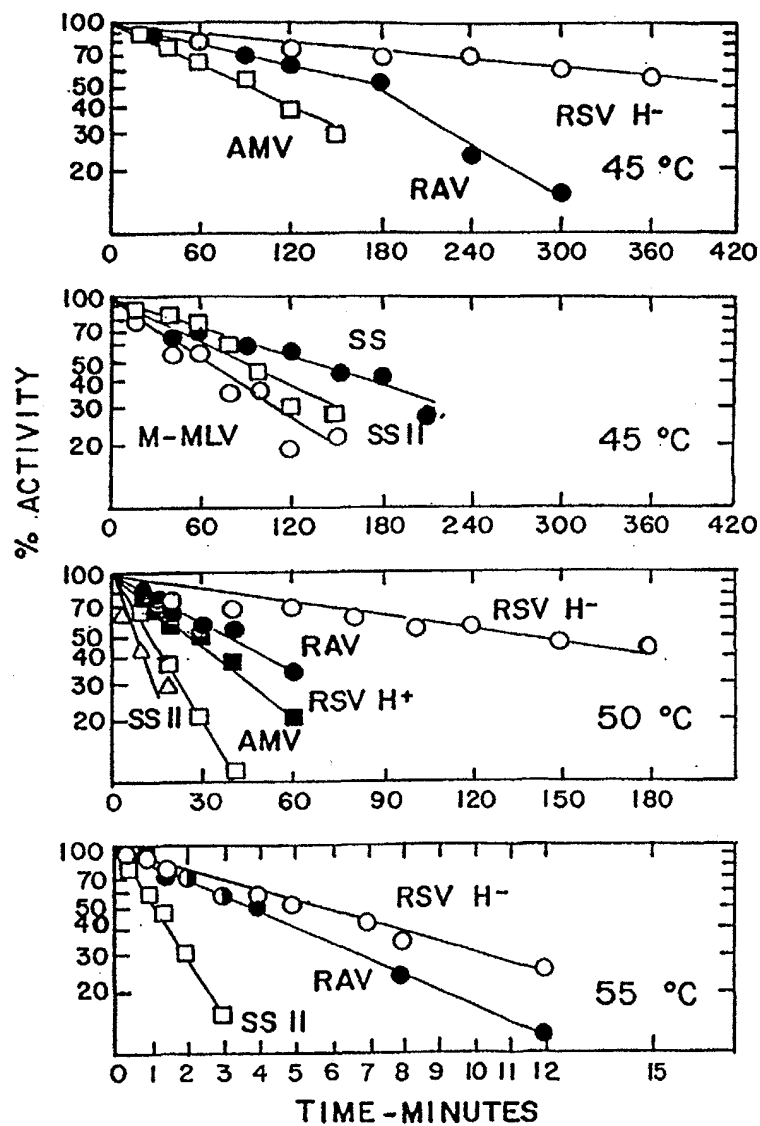 % ACTIVITY
100
70
50
40
30
20
AMV
RAV
RSV H-
45 °C
0 60 120 180 240 300 360 420
100
70
50
40
30
20
M-MLV
SS
SS II
45 °C
0 60 120 180 240 300 360 420
100
70
50
40
30
20
SS II
AMV
RSV H+
RAV
RSV H-
50 °C
0 30 60 90 120 150 180
100
70
50
40
30
20
SS II
RAV
RSV H-
55 °C
0 1 2 3 4 5 6 7 8 9 10 11 12 15
TIME-MINUTES